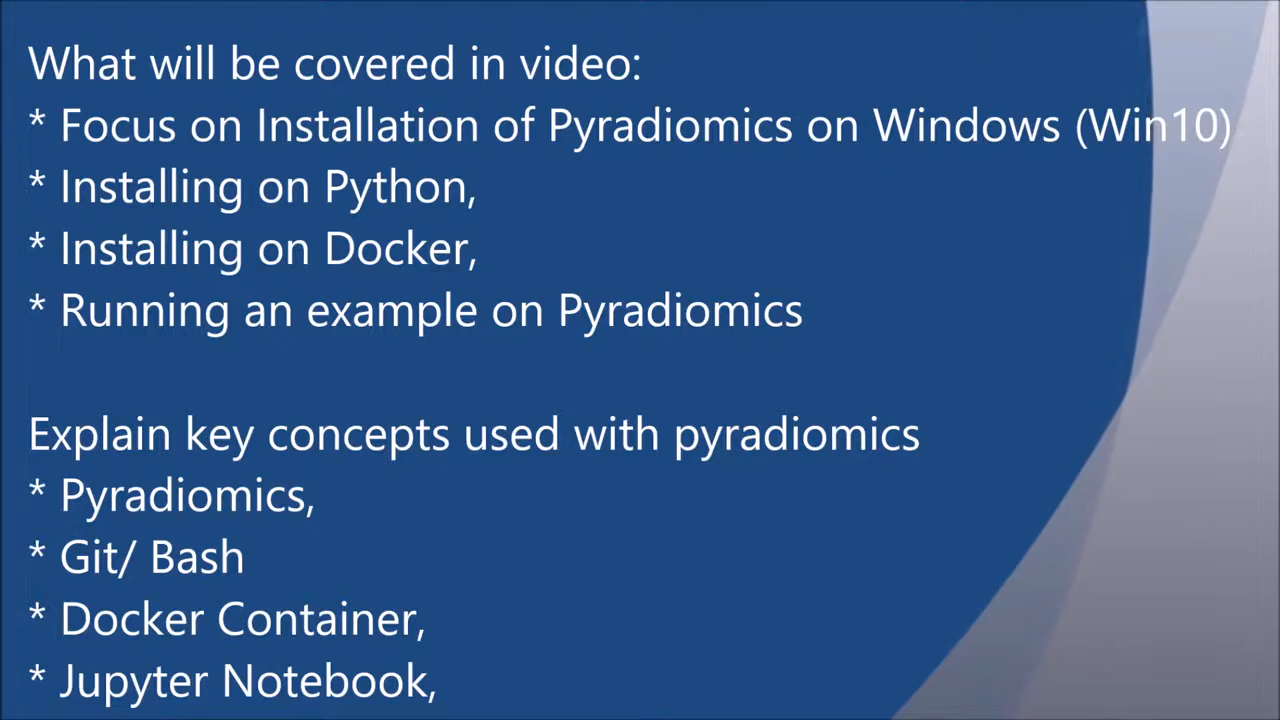 What will be covered in video:
* Focus on Installation of Pyradiomics on Windows (Win10)
* Installing on Python,
* Installing on Docker,
* Running an example on Pyradiomics
Explain key concepts used with pyradiomics
* Pyradiomics,
* Git/ Bash
* Docker Container,
* Jupyter Notebook,